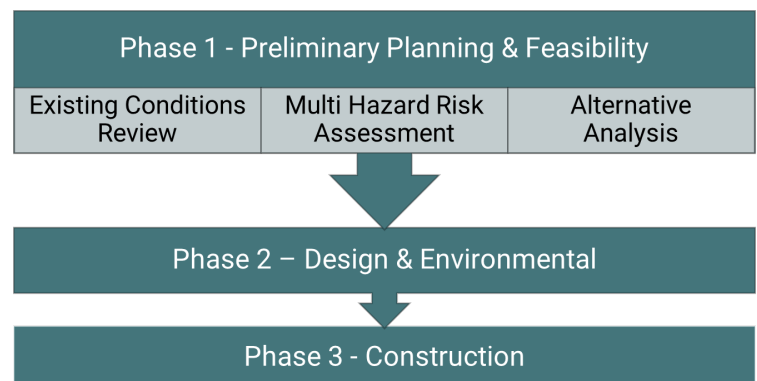 Phase 1 - Preliminary Planning & Feasibility
Existing Conditions
Review
Multi Hazard Risk
Assessment
Alternative
Analysis
Phase 2 – Design & Environmental
Phase 3 - Construction